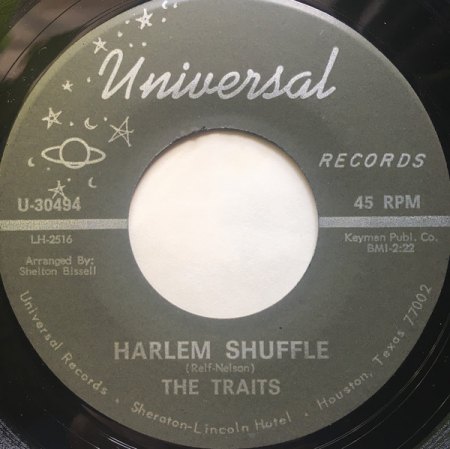 Universal
RECORDS
U-30494
45 RPM
LH-2516
Arranged By:
Shelton Bissell
Keyman Publ. Co.
BMI-2:22
HARLEM SHUFFLE
(Relf-Nelson)
THE TRAITS
Universal Records • Sheraton-Lincoln Hotel • Houston, Texas 77002